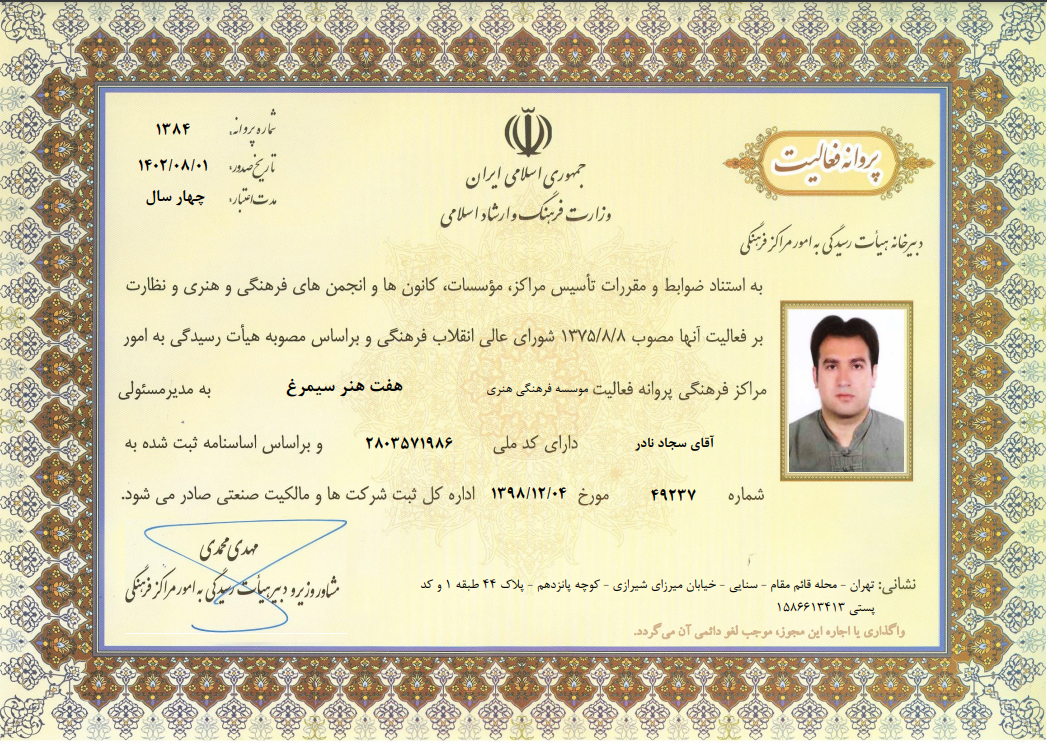 جمهوری اسلامی ایران
وزارت فرهنگ و ارشاد اسلامی
پروانه فعالیت
دبیرخانه هیأت رسیدگی به امور مراکز فرهنگی
شماره پروانه: ۱۳۸۴
تاریخ صدور: ۱۴۰۲/۰۸/۰۱
مدت اعتبار: چهار سال
به استناد ضوابط و مقررات تأسیس مراکز، مؤسسات، کانون ها و انجمن های فرهنگی و هنری و نظارت
بر فعالیت آنها مصوب ۱۳۷۵/۸/۸ شورای عالی انقلاب فرهنگی و براساس مصوبه هیأت رسیدگی به امور
مراکز فرهنگی پروانه فعالیت موسسه فرهنگی هنری هفت هنر سیمرغ به مدیرمسئولی
آقای سجاد نادر دارای کد ملی ۲۸۰۳۵۷۱۹۸۶ و براساس اساسنامه ثبت شده به
شماره ۴۹۲۳۷ مورخ ۱۳۹۸/۱۲/۰۴ اداره کل ثبت شرکت ها و مالکیت صنعتی صادر می شود.
مهدی محمدی
مشاور وزیر و دبیر هیأت رسیدگی به امور مراکز فرهنگی
نشانی: تهران - محله قائم مقام - سنایی - خیابان میرزای شیرازی - کوچه پانزدهم - پلاک ۴۴ طبقه ۱ و کد
پستی ۱۵۸۶۶۱۳۴۱۳
واگذاری یا اجاره این مجوز، موجب لغو دائمی آن می‌گردد.